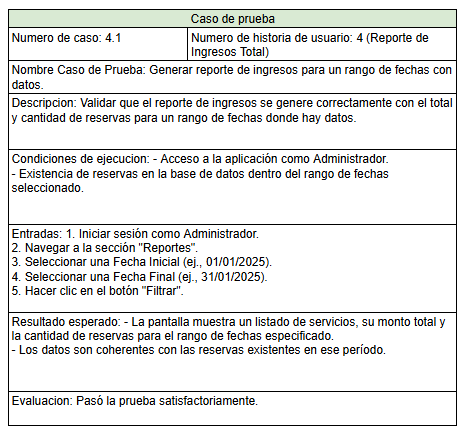 Caso de prueba
Numero de caso: 4.1
Numero de historia de usuario: 4 (Reporte de
Ingresos Total)
Nombre Caso de Prueba: Generar reporte de ingresos para un rango de fechas con
datos.
Descripcion: Validar que el reporte de ingresos se genere correctamente con el total
y cantidad de reservas para un rango de fechas donde hay datos.
Condiciones de ejecucion: - Acceso a la aplicación como Administrador.
- Existencia de reservas en la base de datos dentro del rango de fechas
seleccionado.
Entradas: 1. Iniciar sesión como Administrador.
2. Navegar a la sección "Reportes".
3. Seleccionar una Fecha Inicial (ej., 01/01/2025).
4. Seleccionar una Fecha Final (ej., 31/01/2025).
5. Hacer clic en el botón "Filtrar".
Resultado esperado: - La pantalla muestra un listado de servicios, su monto total y
la cantidad de reservas para el rango de fechas especificado.
- Los datos son coherentes con las reservas existentes en ese período.
Evaluacion: Pasó la prueba satisfactoriamente.